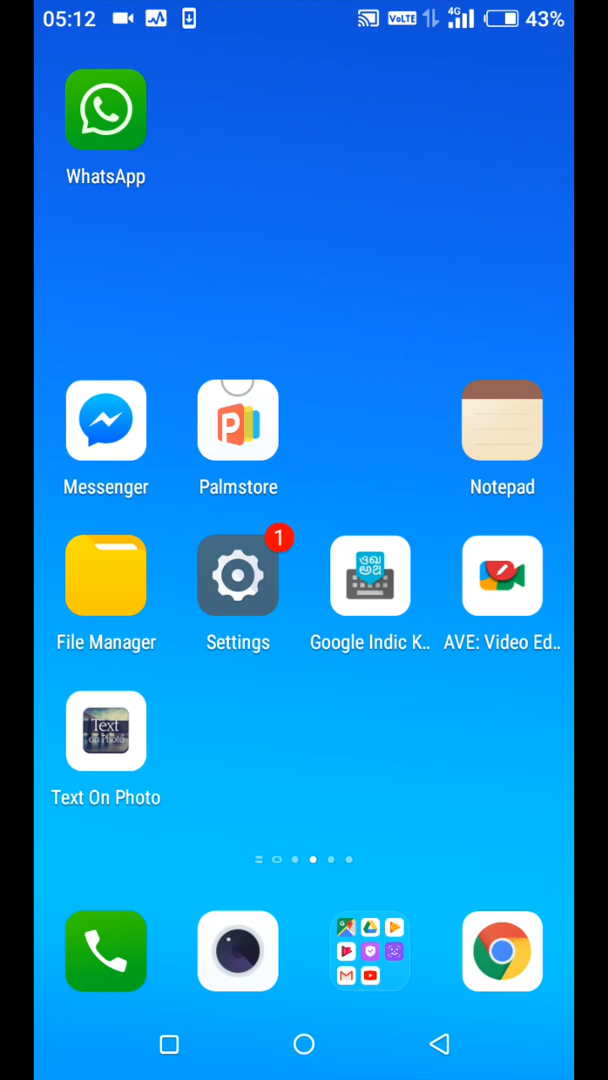 05:12 VoLTE 4G 43%
WhatsApp
Messenger Palmstore Notepad
1
File Manager Settings Google Indic K.. AVE: Video Ed..
Text on Photo
Text On Photo